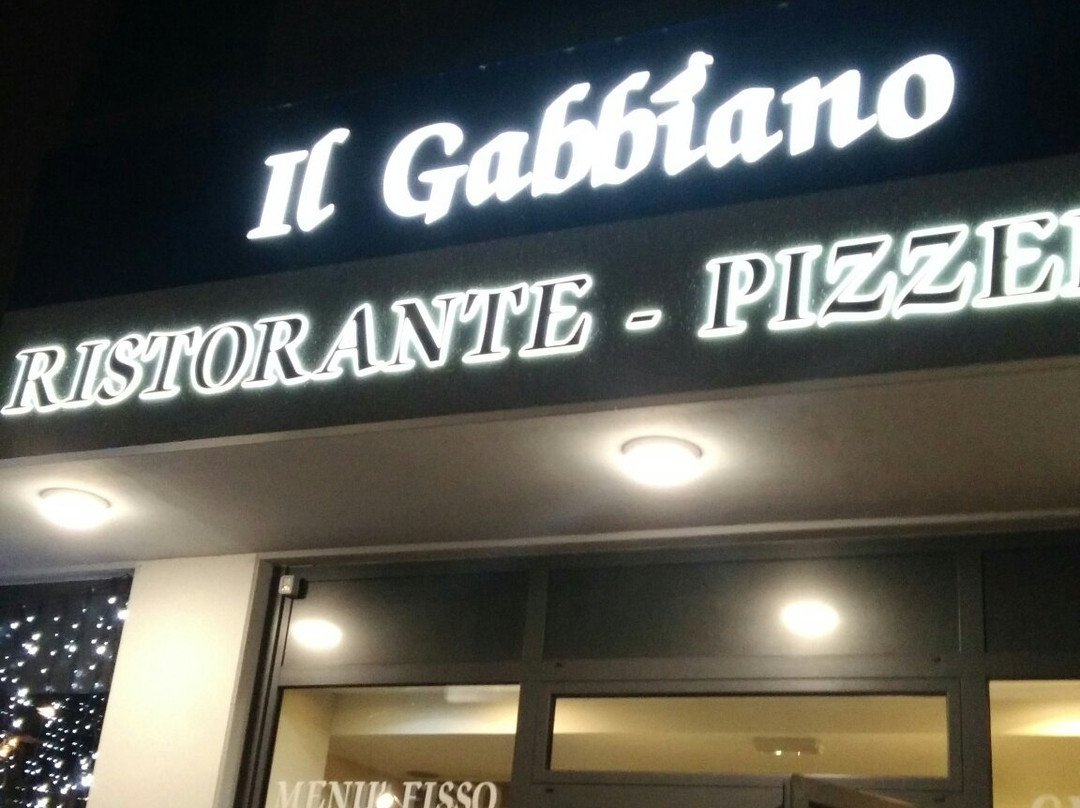 Il Gabbiano
RISTORANTE - PIZZE
MENU' FISSO